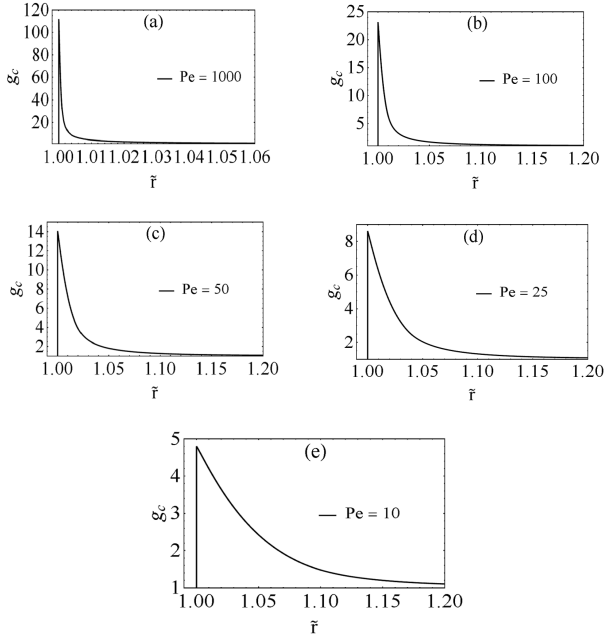 (a)
120
100
80
60
40
20
g_c
Pe = 1000
1.00 1.01 1.02 1.03 1.04 1.05 1.06
r̃
(b)
25
20
15
10
5
g_c
Pe = 100
1.00 1.05 1.10 1.15 1.20
r̃
(c)
14
12
10
8
6
4
2
g_c
Pe = 50
1.00 1.05 1.10 1.15 1.20
r̃
(d)
8
6
4
2
g_c
Pe = 25
1.00 1.05 1.10 1.15 1.20
r̃
(e)
5
4
3
2
1
g_c
Pe = 10
1.00 1.05 1.10 1.15 1.20
r̃